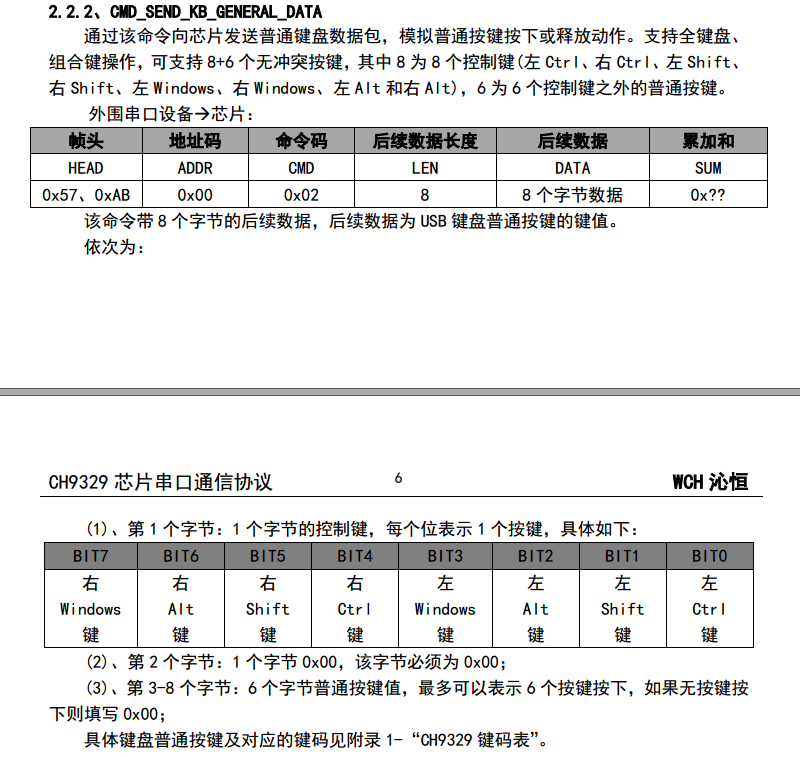 2.2.2、CMD_SEND_KB_GENERAL_DATA
通过该命令向芯片发送普通键盘数据包，模拟普通按键按下或释放动作。支持全键盘、
组合键操作，可支持 8+6 个无冲突按键，其中 8 为 8 个控制键(左 Ctrl、右 Ctrl、左 Shift、
右 Shift、左 Windows、右 Windows、左 Alt 和右 Alt)，6 为 6 个控制键之外的普通按键。
外围串口设备→芯片：
帧头 地址码 命令码 后续数据长度 后续数据 累加和
HEAD ADDR CMD LEN DATA SUM
0x57、0xAB 0x00 0x02 8 8 个字节数据 0x??
该命令带 8 个字节的后续数据，后续数据为 USB 键盘普通按键的键值。
依次为：
CH9329 芯片串口通信协议 6 WCH 沁恒
(1)、第 1 个字节：1 个字节的控制键，每个位表示 1 个按键，具体如下：
BIT7 BIT6 BIT5 BIT4 BIT3 BIT2 BIT1 BIT0
右 右 右 右 左 左 左 左
Windows Alt Shift Ctrl Windows Alt Shift Ctrl
键 键 键 键 键 键 键 键
(2)、第 2 个字节：1 个字节 0x00，该字节必须为 0x00；
(3)、第 3-8 个字节：6 个字节普通按键值，最多可以表示 6 个按键按下，如果无按键按
下则填写 0x00；
具体键盘普通按键及对应的键码见附录 1-“CH9329 键码表”。